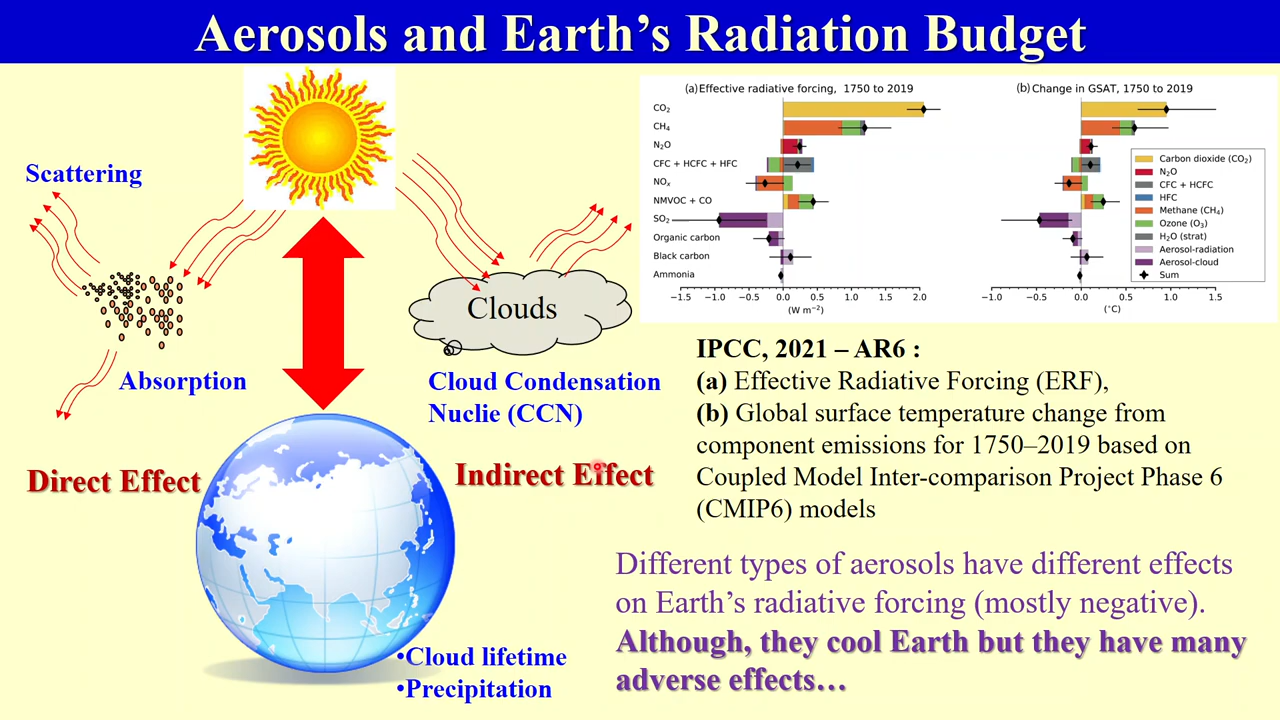 Aerosols and Earth's Radiation Budget
Scattering
Absorption
Direct Effect
Clouds
Cloud Condensation
Nuclie (CCN)
Indirect Effect
•Cloud lifetime
•Precipitation
(a)Effective radiative forcing, 1750 to 2019
CO₂
CH₄
N₂O
CFC + HCFC + HFC
NOₓ
NMVOC + CO
SO₂
Organic carbon
Black carbon
Ammonia
−1.5 −1.0 −0.5 0.0 0.5 1.0 1.5 2.0
(W m⁻²)
(b) Change in GSAT, 1750 to 2019
Carbon dioxide (CO₂)
N₂O
CFC + HCFC
HFC
Methane (CH₄)
Ozone (O₃)
H₂O (strat)
Aerosol-radiation
Aerosol-cloud
Sum
−1.0 −0.5 0.0 0.5 1.0 1.5
(°C)
IPCC, 2021 – AR6 :
(a) Effective Radiative Forcing (ERF),
(b) Global surface temperature change from
component emissions for 1750–2019 based on
Coupled Model Inter-comparison Project Phase 6
(CMIP6) models
Different types of aerosols have different effects
on Earth's radiative forcing (mostly negative).
Although, they cool Earth but they have many
adverse effects…